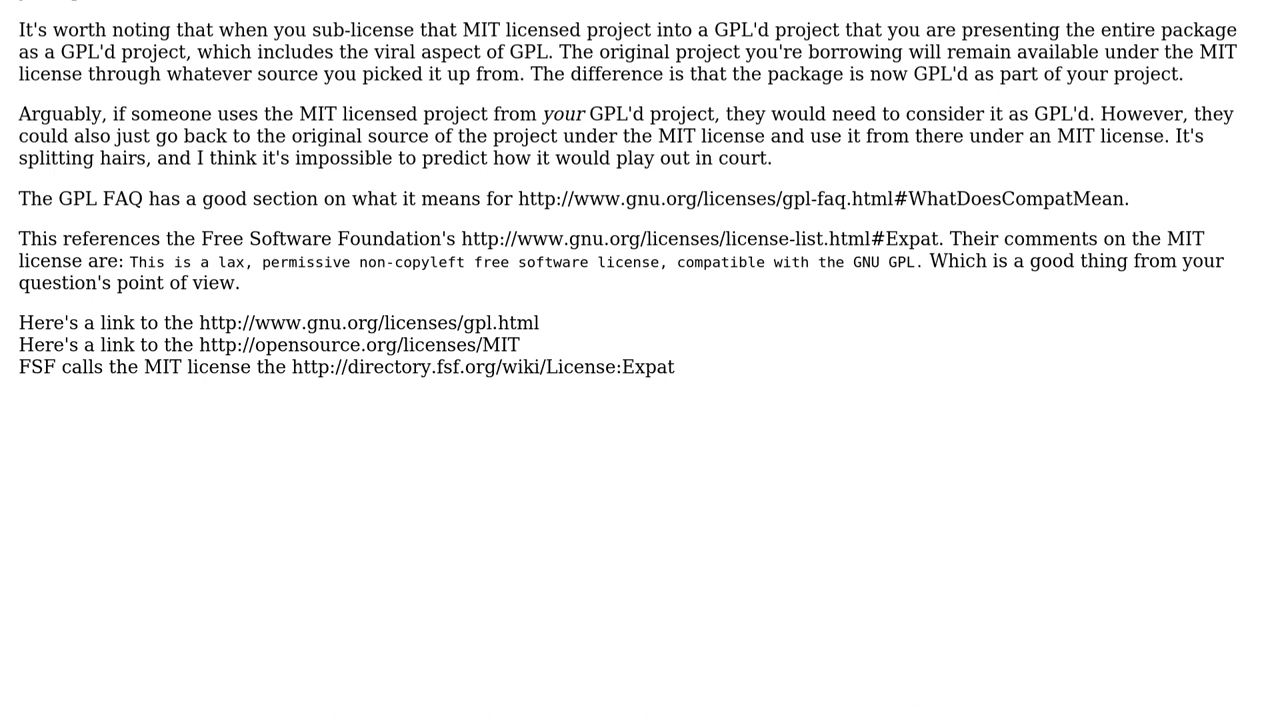 It's worth noting that when you sub-license that MIT licensed project into a GPL'd project that you are presenting the entire package
as a GPL'd project, which includes the viral aspect of GPL. The original project you're borrowing will remain available under the MIT
license through whatever source you picked it up from. The difference is that the package is now GPL'd as part of your project.
Arguably, if someone uses the MIT licensed project from your GPL'd project, they would need to consider it as GPL'd. However, they
could also just go back to the original source of the project under the MIT license and use it from there under an MIT license. It's
splitting hairs, and I think it's impossible to predict how it would play out in court.
The GPL FAQ has a good section on what it means for http://www.gnu.org/licenses/gpl-faq.html#WhatDoesCompatMean.
This references the Free Software Foundation's http://www.gnu.org/licenses/license-list.html#Expat. Their comments on the MIT
license are: This is a lax, permissive non-copyleft free software license, compatible with the GNU GPL. Which is a good thing from your
question's point of view.
Here's a link to the http://www.gnu.org/licenses/gpl.html
Here's a link to the http://opensource.org/licenses/MIT
FSF calls the MIT license the http://directory.fsf.org/wiki/License:Expat